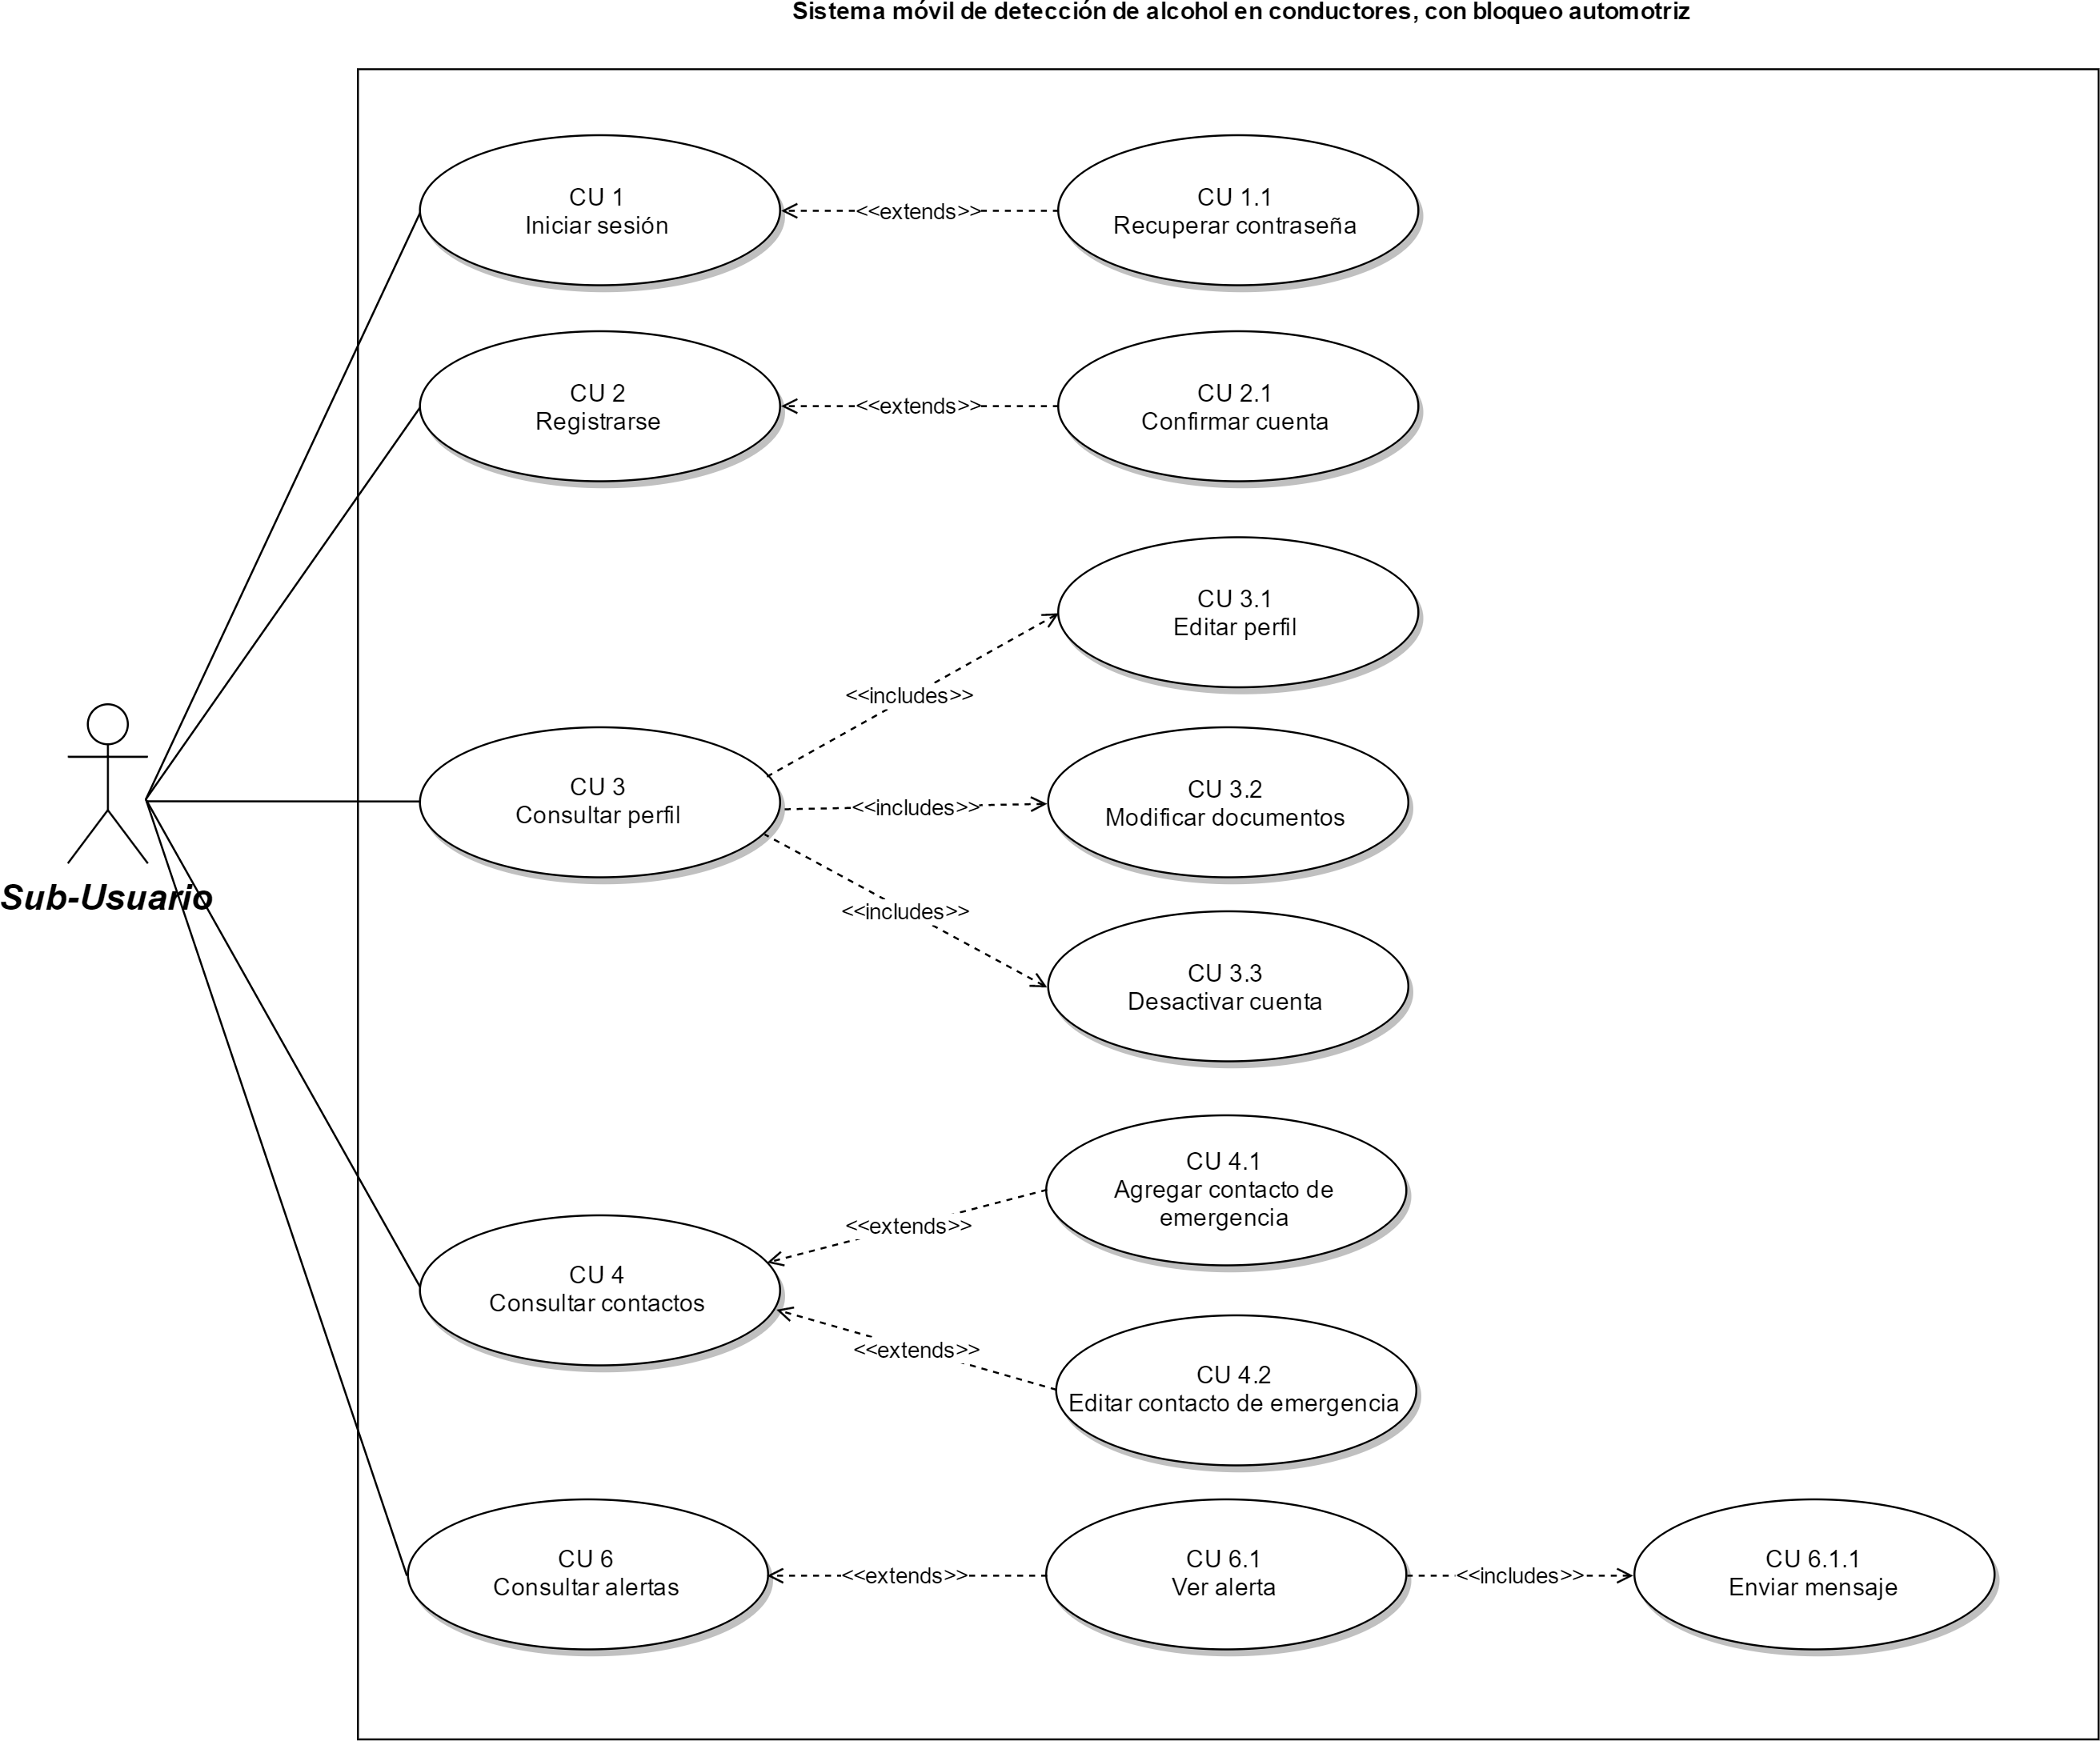 Sistema móvil de detección de alcohol en conductores, con bloqueo automotriz
CU 1
Iniciar sesión
<<extends>>
CU 1.1
Recuperar contraseña
CU 2
Registrarse
<<extends>>
CU 2.1
Confirmar cuenta
CU 3.1
Editar perfil
<<includes>>
Sub-Usuario
CU 3
Consultar perfil
<<includes>>
CU 3.2
Modificar documentos
<<includes>>
CU 3.3
Desactivar cuenta
CU 4.1
Agregar contacto de
emergencia
<<extends>>
CU 4
Consultar contactos
<<extends>>
CU 4.2
Editar contacto de emergencia
CU 6
Consultar alertas
<<extends>>
CU 6.1
Ver alerta
<<includes>>
CU 6.1.1
Enviar mensaje